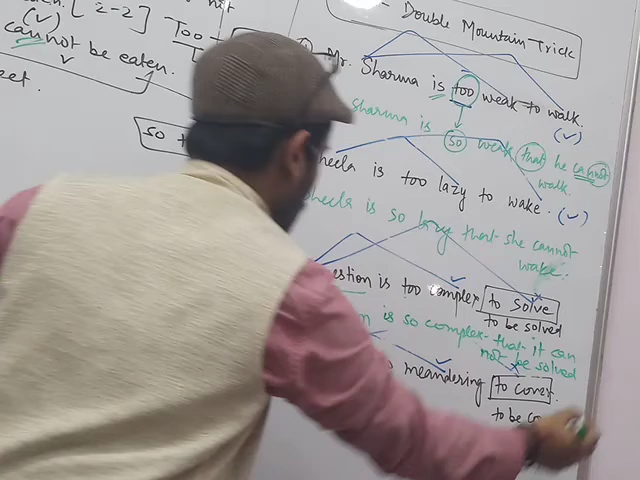 [ 2-2 ]
(✓)
cannot be eaten.
Too -
eet.
so
- Double Mountain Trick
Mr. Sharma is too weak to walk.
(✓)
Sharma is so weak that he cannot
walk.
heela is too lazy to wake. (✓)
heela is so lazy that she cannot
wake.
estion is too complex to solve
to be solved
is so complex that it can
not be solved
meandering to cover.
to be co